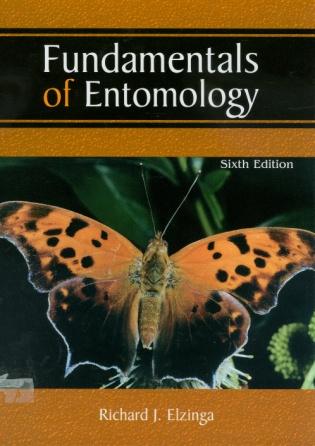 Fundamentals
of Entomology
Sixth Edition
Richard J. Elzinga